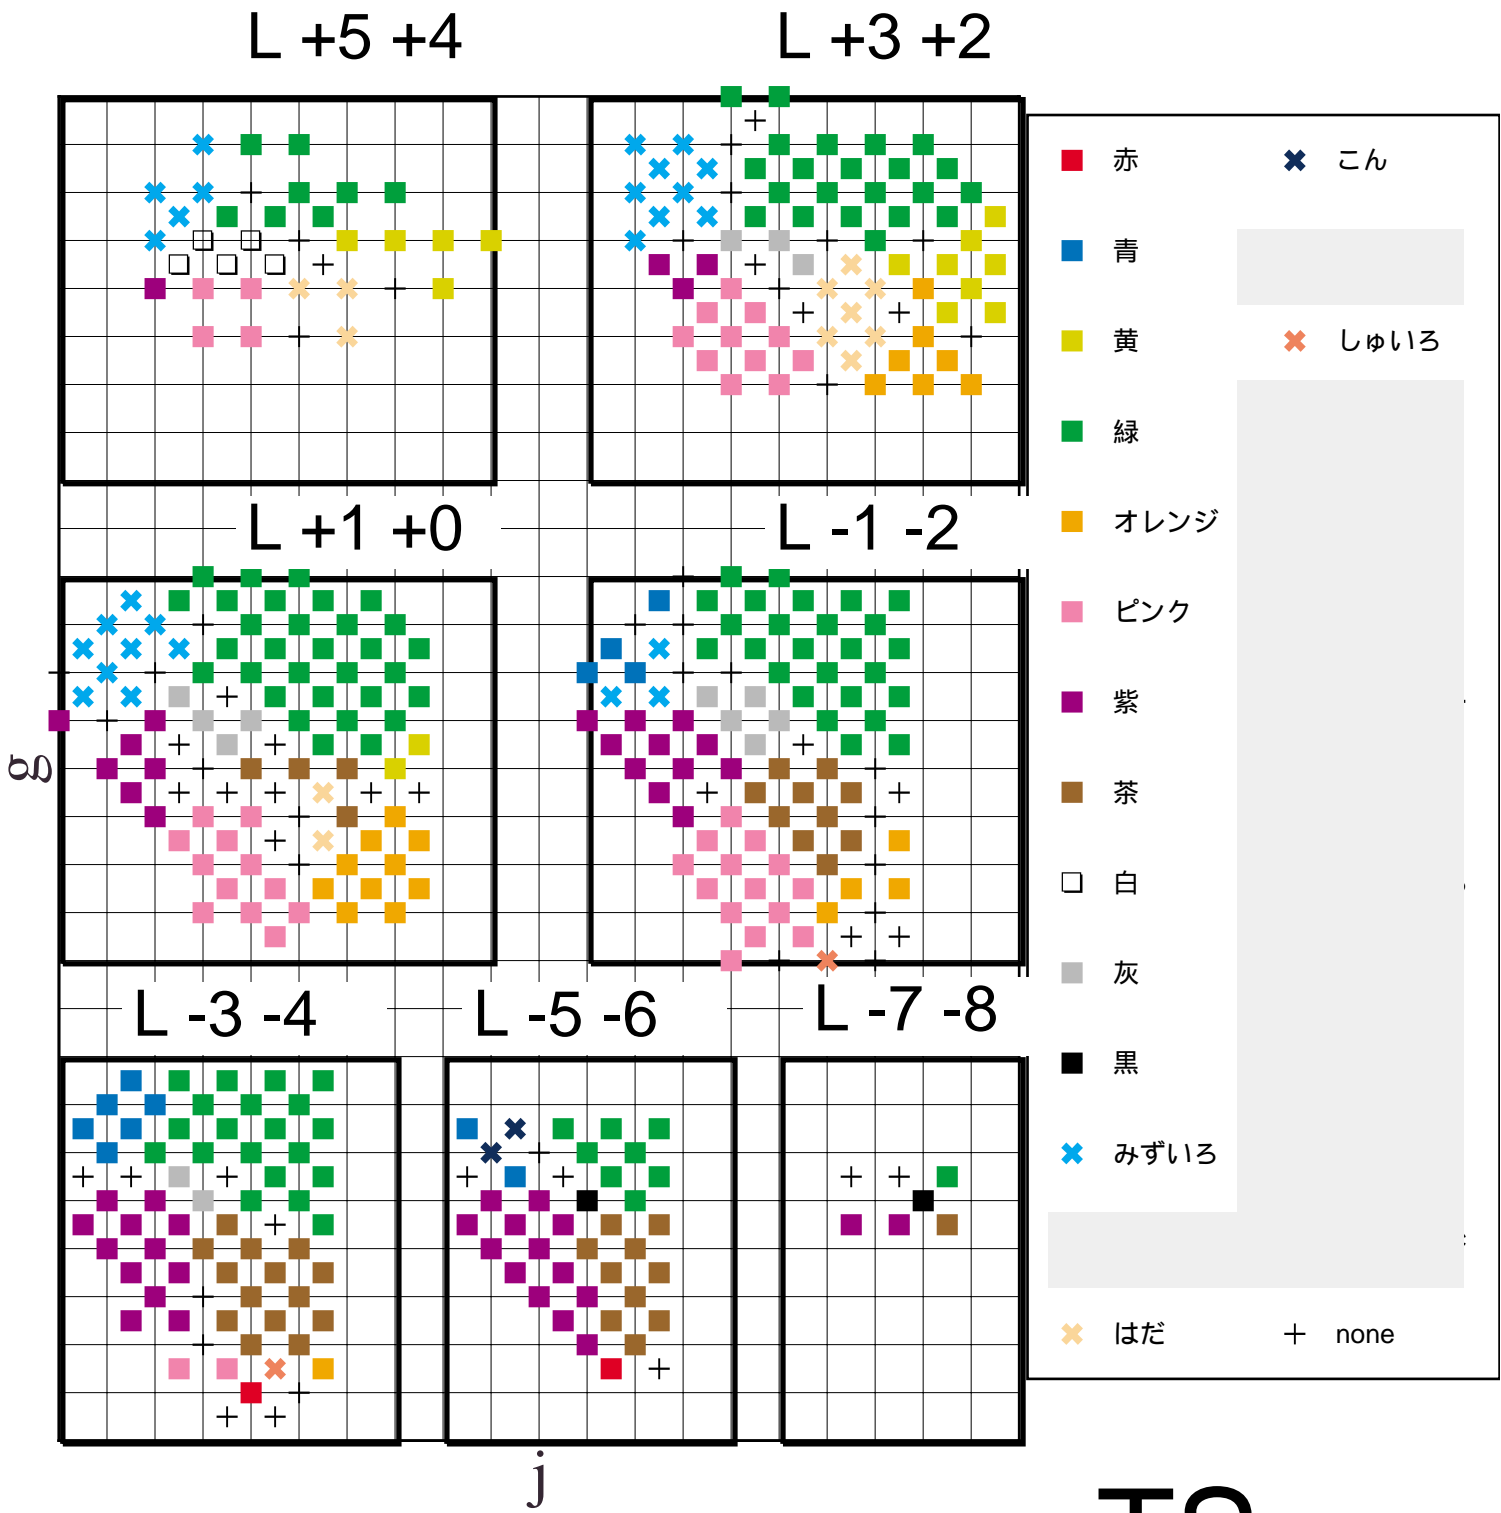 L +5 +4
L +3 +2
赤
こん
青
黄
しゅいろ
緑
オレンジ
L +1 +0
L -1 -2
ピンク
紫
g
茶
白
灰
L -3 -4
L -5 -6
L -7 -8
黒
みずいろ
はだ
none
j